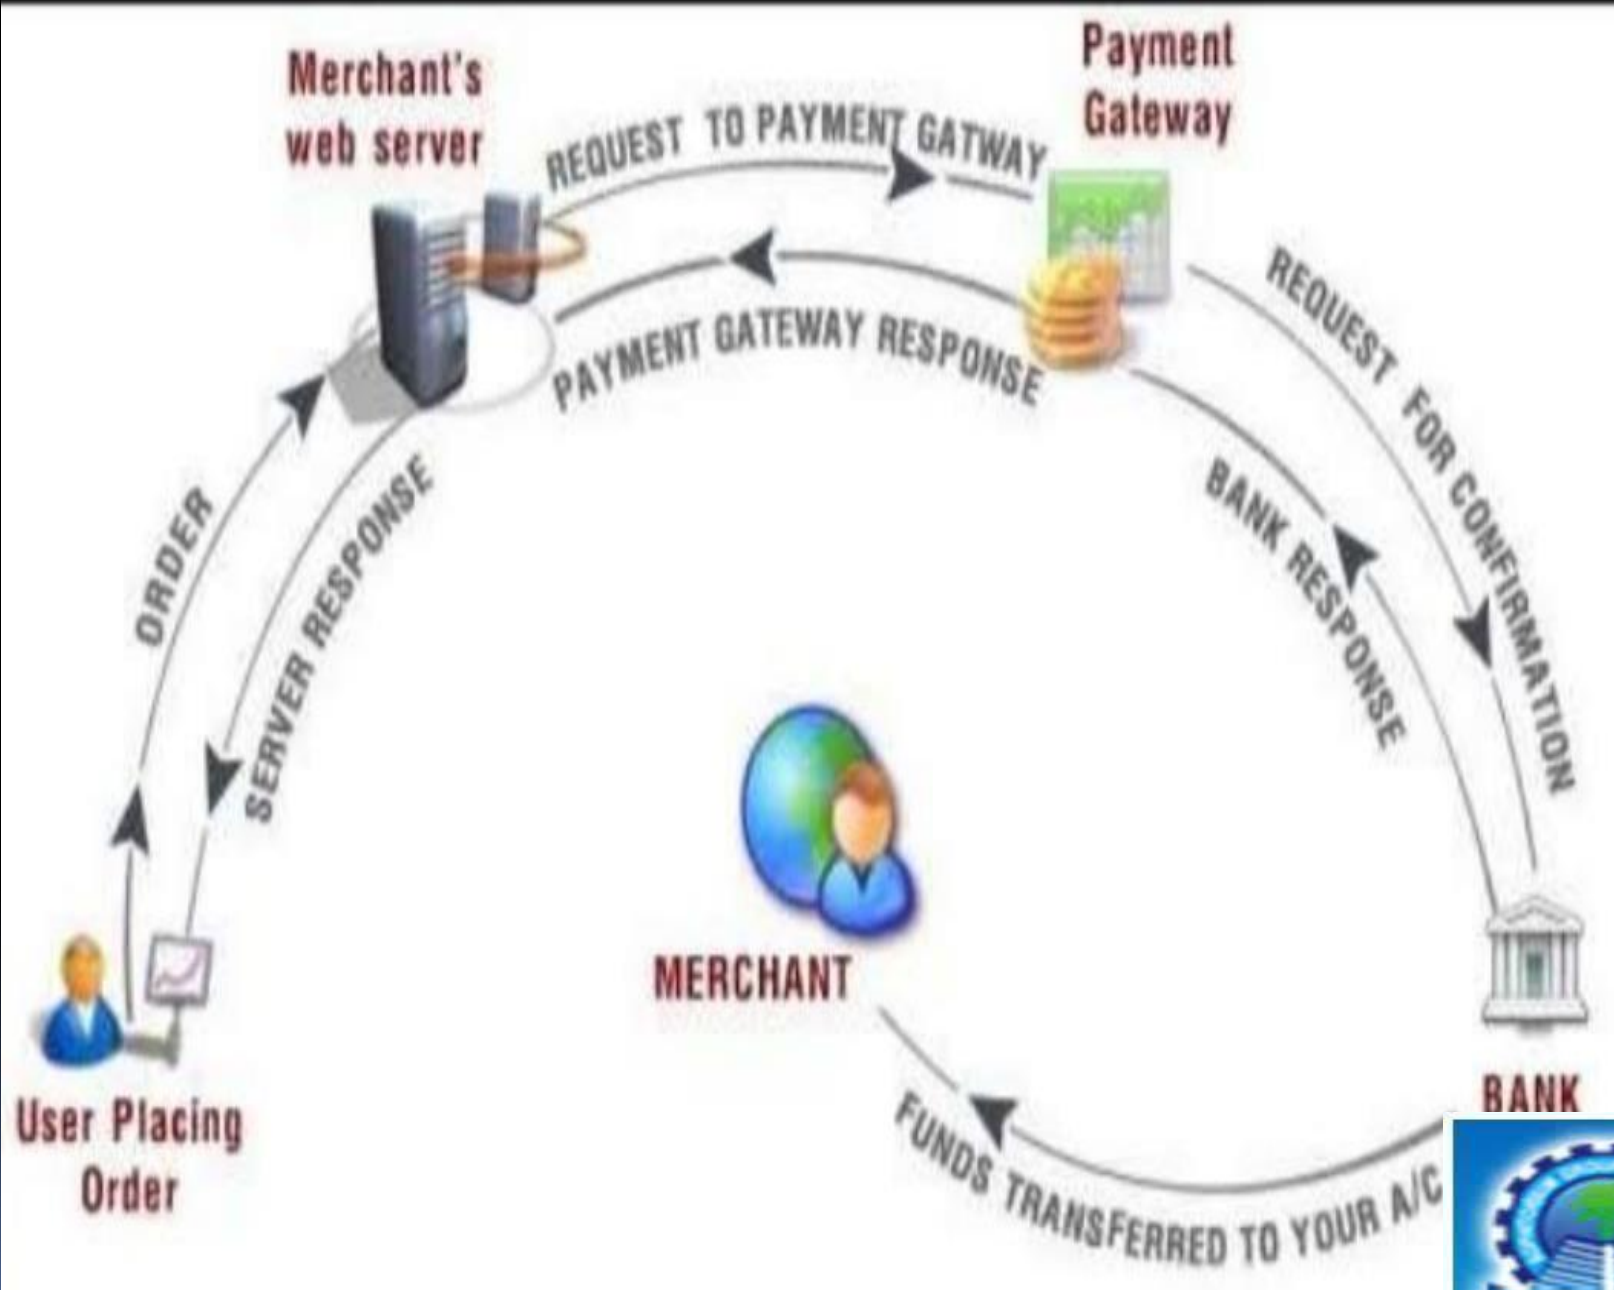 Merchant's
web server
Payment
Gateway
REQUEST TO PAYMENT GATWAY
PAYMENT GATEWAY RESPONSE
REQUEST FOR CONFIRMATION
BANK RESPONSE
ORDER
SERVER RESPONSE
MERCHANT
BANK
User Placing
Order
FUNDS TRANSFERRED TO YOUR A/C